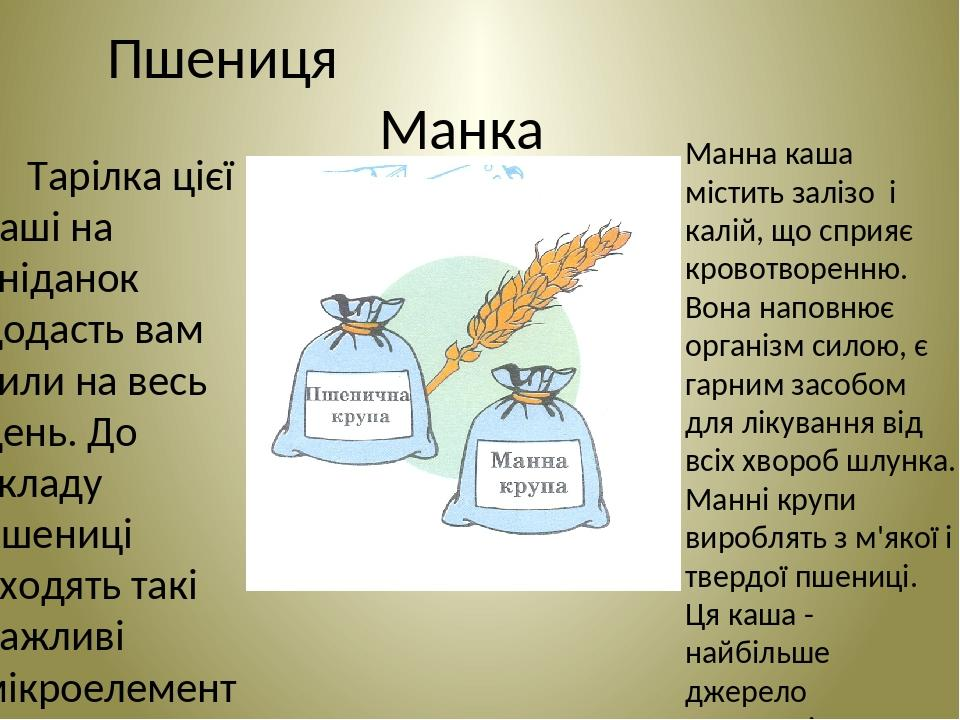 Пшениця
Манка
Тарілка цієї
аші на
ніданок
одасть вам
или на весь
ень. До
кладу
шениці
ходять такі
ажливі
мікроелемент
Пшенична
крупа
Манна
крупа
Манна каша
містить залізо і
калій, що сприяє
кровотворенню.
Вона наповнює
організм силою, є
гарним засобом
для лікування від
всіх хвороб шлунка.
Манні крупи
вироблять з м'якої і
твердої пшениці.
Ця каша -
найбільше
джерело